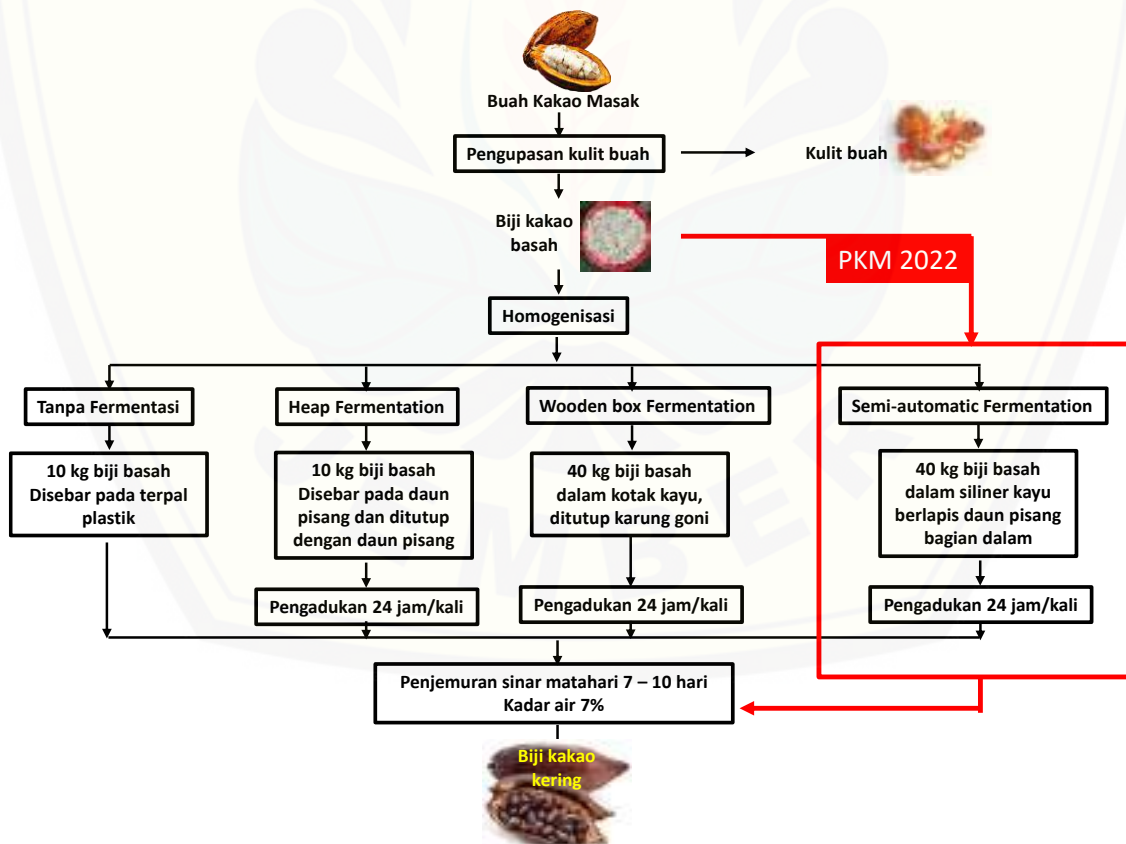 Buah Kakao Masak
Pengupasan kulit buah
Kulit buah
Biji kakao
basah
PKM 2022
Homogenisasi
Tanpa Fermentasi
Heap Fermentation
Wooden box Fermentation
Semi-automatic Fermentation
10 kg biji basah
Disebar pada terpal
plastik
10 kg biji basah
Disebar pada daun
pisang dan ditutup
dengan daun pisang
40 kg biji basah
dalam kotak kayu,
ditutup karung goni
40 kg biji basah
dalam siliner kayu
berlapis daun pisang
bagian dalam
Pengadukan 24 jam/kali
Pengadukan 24 jam/kali
Pengadukan 24 jam/kali
Penjemuran sinar matahari 7 – 10 hari
Kadar air 7%
Biji kakao
kering